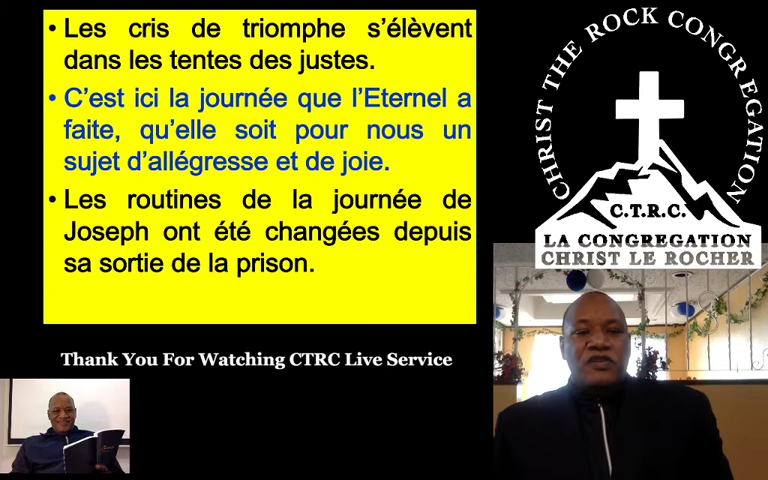 • Les cris de triomphe s’élèvent
dans les tentes des justes.
• C’est ici la journée que l’Eternel a
faite, qu’elle soit pour nous un
sujet d’allégresse et de joie.
• Les routines de la journée de
Joseph ont été changées depuis
sa sortie de la prison.
CHRIST THE ROCK CONGREGATION
C.T.R.C.
LA CONGREGATION
CHRIST LE ROCHER
Thank You For Watching CTRC Live Service